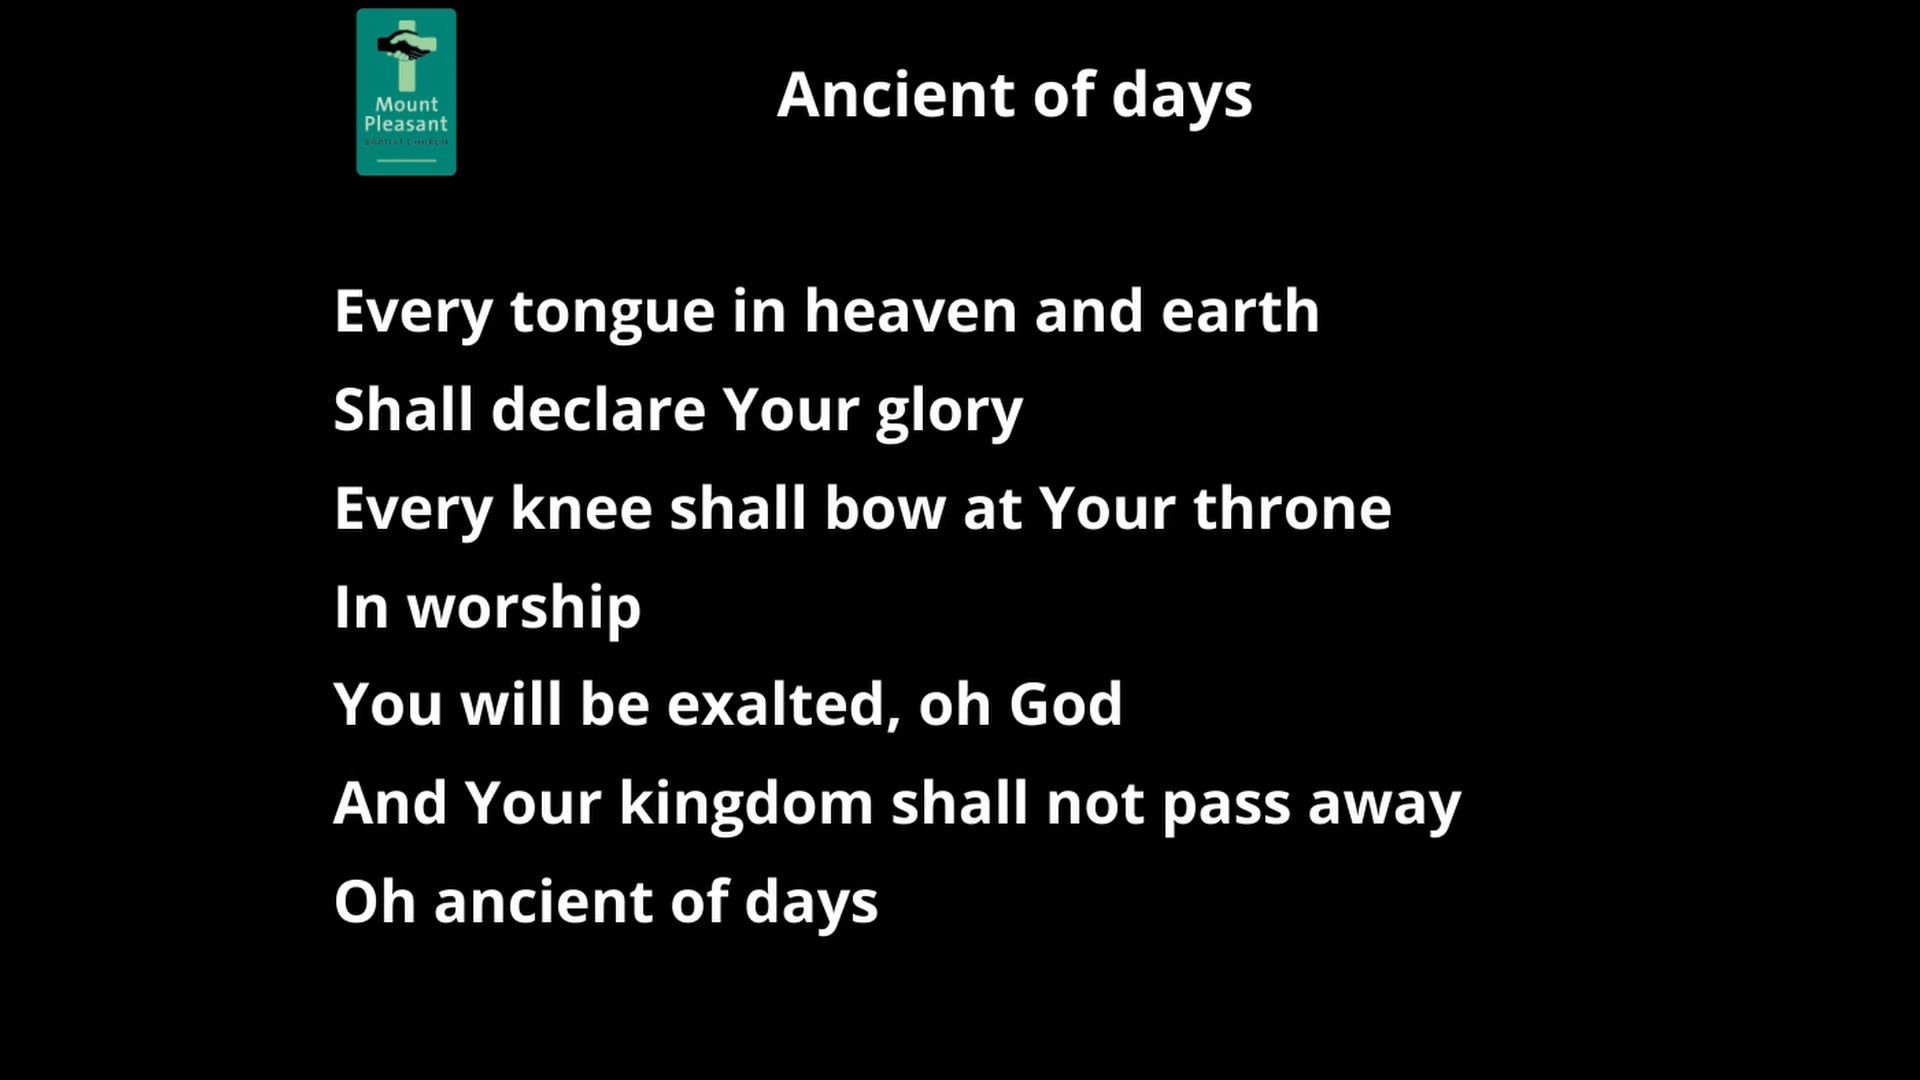 Mount
Pleasant
BAPTIST CHURCH
Ancient of days
Every tongue in heaven and earth
Shall declare Your glory
Every knee shall bow at Your throne
In worship
You will be exalted, oh God
And Your kingdom shall not pass away
Oh ancient of days